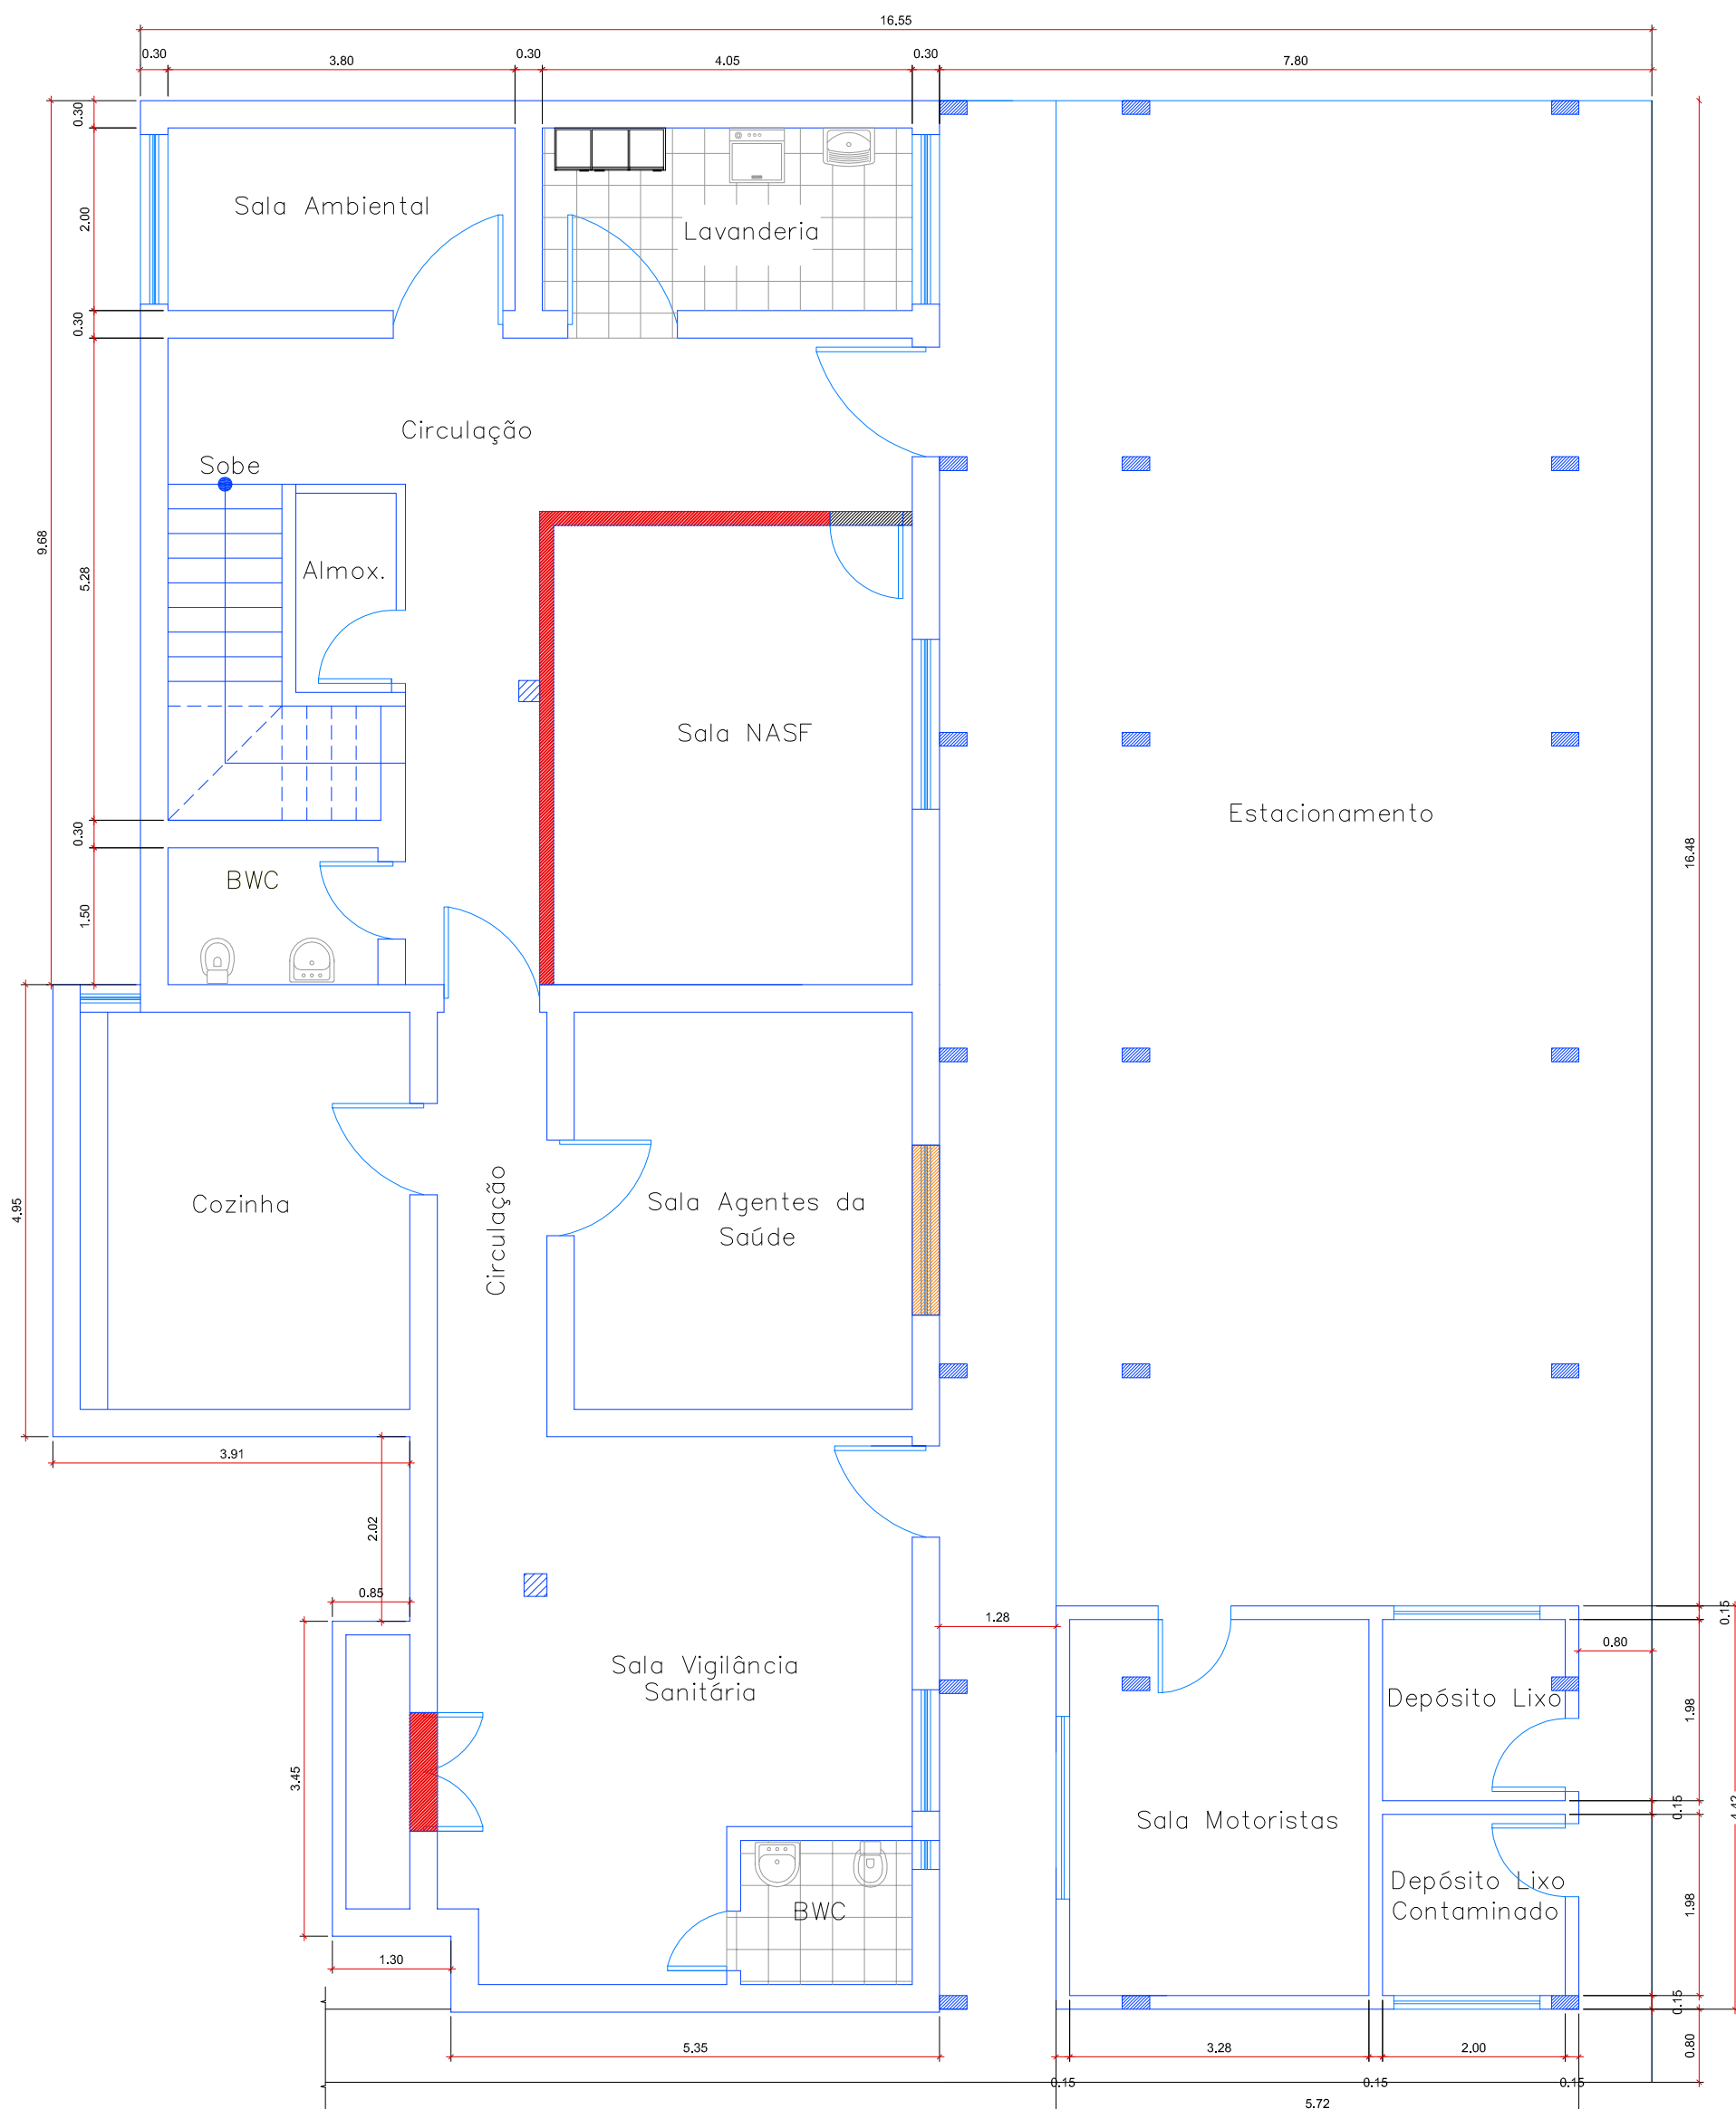 16.55
0.30
3.80
0.30
4.05
0.30
7.80
0.30
2.00
Sala Ambiental
Lavanderia
0.30
Circulação
Sobe
9.68
5.28
Almox.
Sala NASF
Estacionamento
0.30
16.48
BWC
1.50
4.95
Cozinha
Circulação
Sala Agentes da
Saúde
3.91
2.02
0.85
1.28
0.15
0.80
Sala Vigilância
Sanitária
Depósito Lixo
1.98
3.45
0.15
4.42
Sala Motoristas
Depósito Lixo
Contaminado
1.98
BWC
1.30
0.15
5.35
3.28
2.00
0.80
0.15
0.15
0.15
5.72